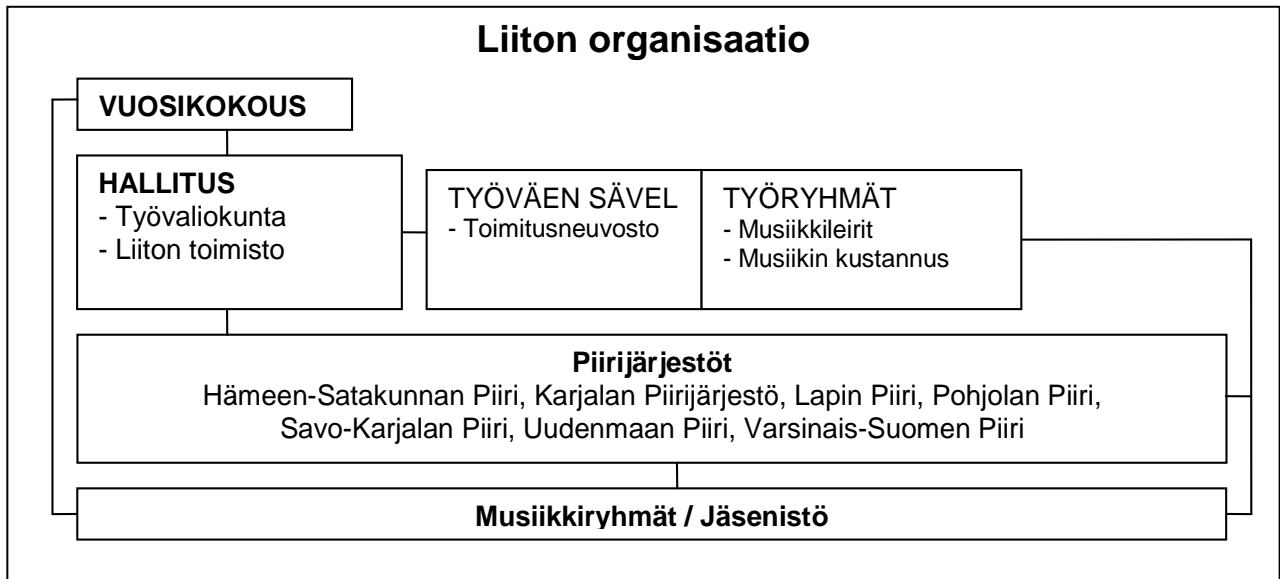 Liiton organisaatio
VUOSIKOKOUS
HALLITUS
- Työvaliokunta
- Liiton toimisto
TYÖVÄEN SÄVEL
- Toimitusneuvosto
TYÖRYHMÄT
- Musiikkileirit
- Musiikin kustannus
Piirijärjestöt
Hämeen-Satakunnan Piiri, Karjalan Piirijärjestö, Lapin Piiri, Pohjolan Piiri,
Savo-Karjalan Piiri, Uudenmaan Piiri, Varsinais-Suomen Piiri
Musiikkiryhmät / Jäsenistö